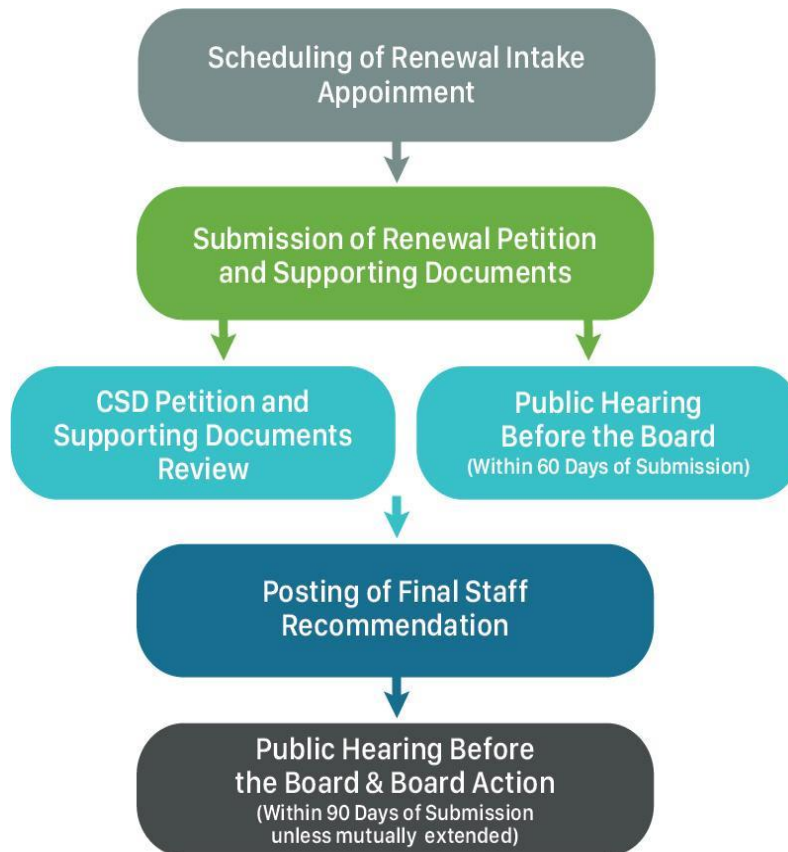 Scheduling of Renewal Intake
Appoinment
Submission of Renewal Petition
and Supporting Documents
CSD Petition and
Supporting Documents
Review
Public Hearing
Before the Board
(Within 60 Days of Submission)
Posting of Final Staff
Recommendation
Public Hearing Before
the Board & Board Action
(Within 90 Days of Submission
unless mutually extended)